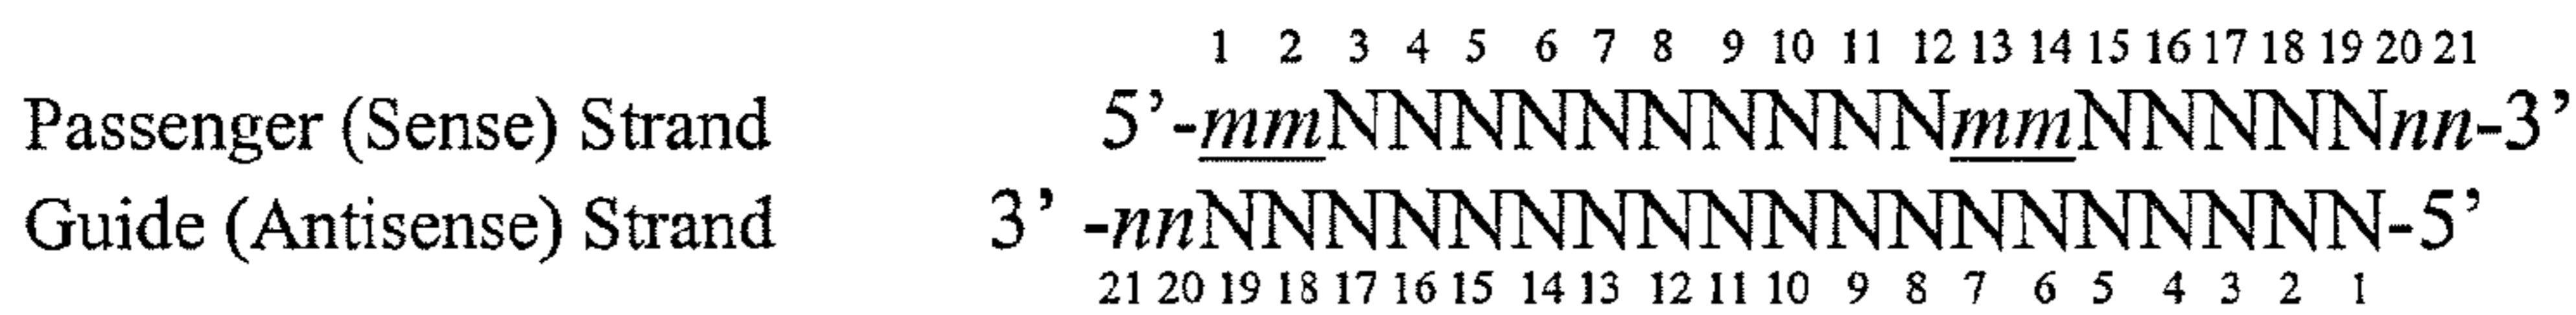 1 2 3 4 5 6 7 8 9 10 11 12 13 14 15 16 17 18 19 20 21
Passenger (Sense) Strand 5’-mmNNNNNNNNNNmmNNNNNnn-3’
Guide (Antisense) Strand 3’ -nnNNNNNNNNNNNNNNNNNNN-5’
21 20 19 18 17 16 15 14 13 12 11 10 9 8 7 6 5 4 3 2 1